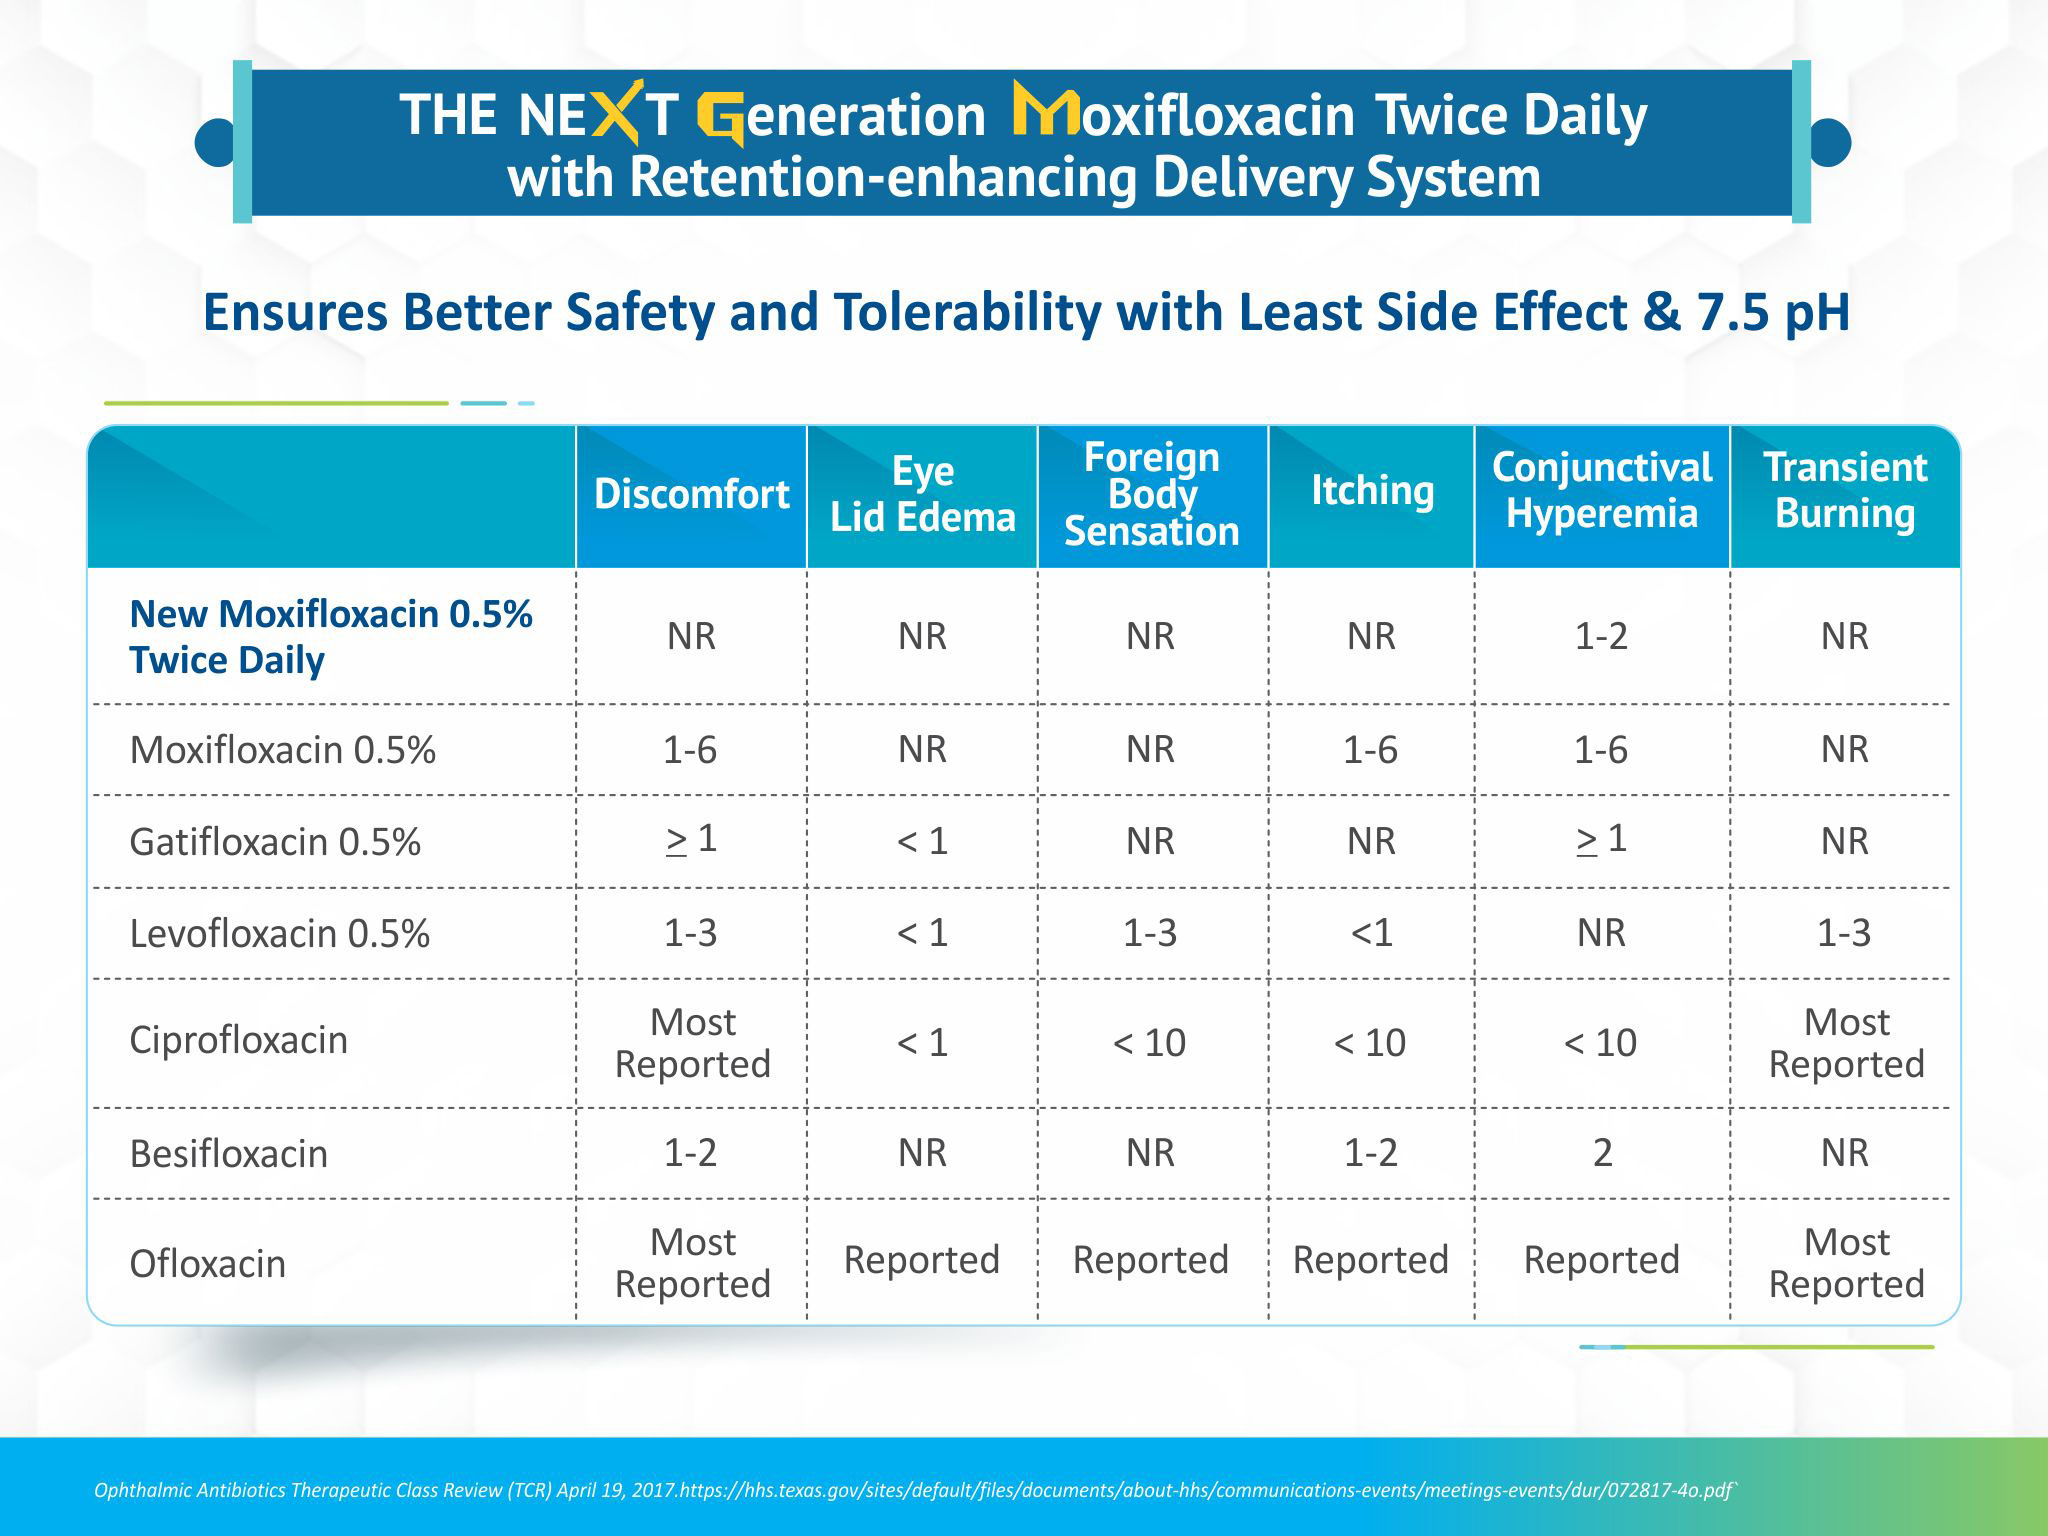 THE NEXT Generation Moxifloxacin Twice Daily
with Retention-enhancing Delivery System
Ensures Better Safety and Tolerability with Least Side Effect & 7.5 pH
Discomfort Eye Lid Edema Foreign Body Sensation Itching Conjunctival Hyperemia Transient Burning
New Moxifloxacin 0.5% Twice Daily NR NR NR NR 1-2 NR
Moxifloxacin 0.5% 1-6 NR NR 1-6 1-6 NR
Gatifloxacin 0.5% ≥ 1 < 1 NR NR ≥ 1 NR
Levofloxacin 0.5% 1-3 < 1 1-3 <1 NR 1-3
Ciprofloxacin Most Reported < 1 < 10 < 10 < 10 Most Reported
Besifloxacin 1-2 NR NR 1-2 2 NR
Ofloxacin Most Reported Reported Reported Reported Reported Most Reported
Ophthalmic Antibiotics Therapeutic Class Review (TCR) April 19, 2017.https://hhs.texas.gov/sites/default/files/documents/about-hhs/communications-events/meetings-events/dur/072817-4o.pdf`